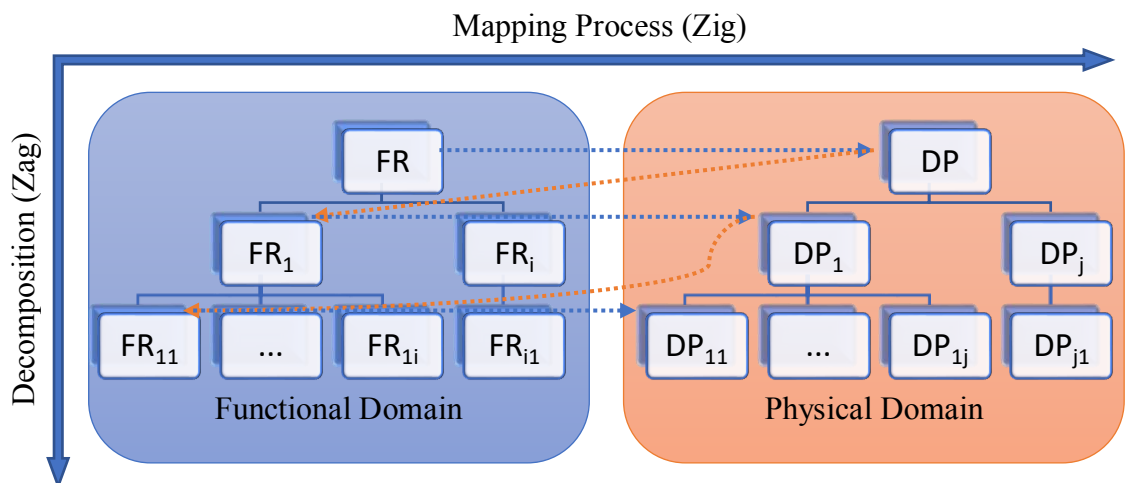 Mapping Process (Zig)
Decomposition (Zag)
FR
DP
FR₁
FRᵢ
DP₁
DPⱼ
FR₁₁
...
FR₁ᵢ
FRᵢ₁
DP₁₁
...
DP₁ⱼ
DPⱼ₁
Functional Domain
Physical Domain